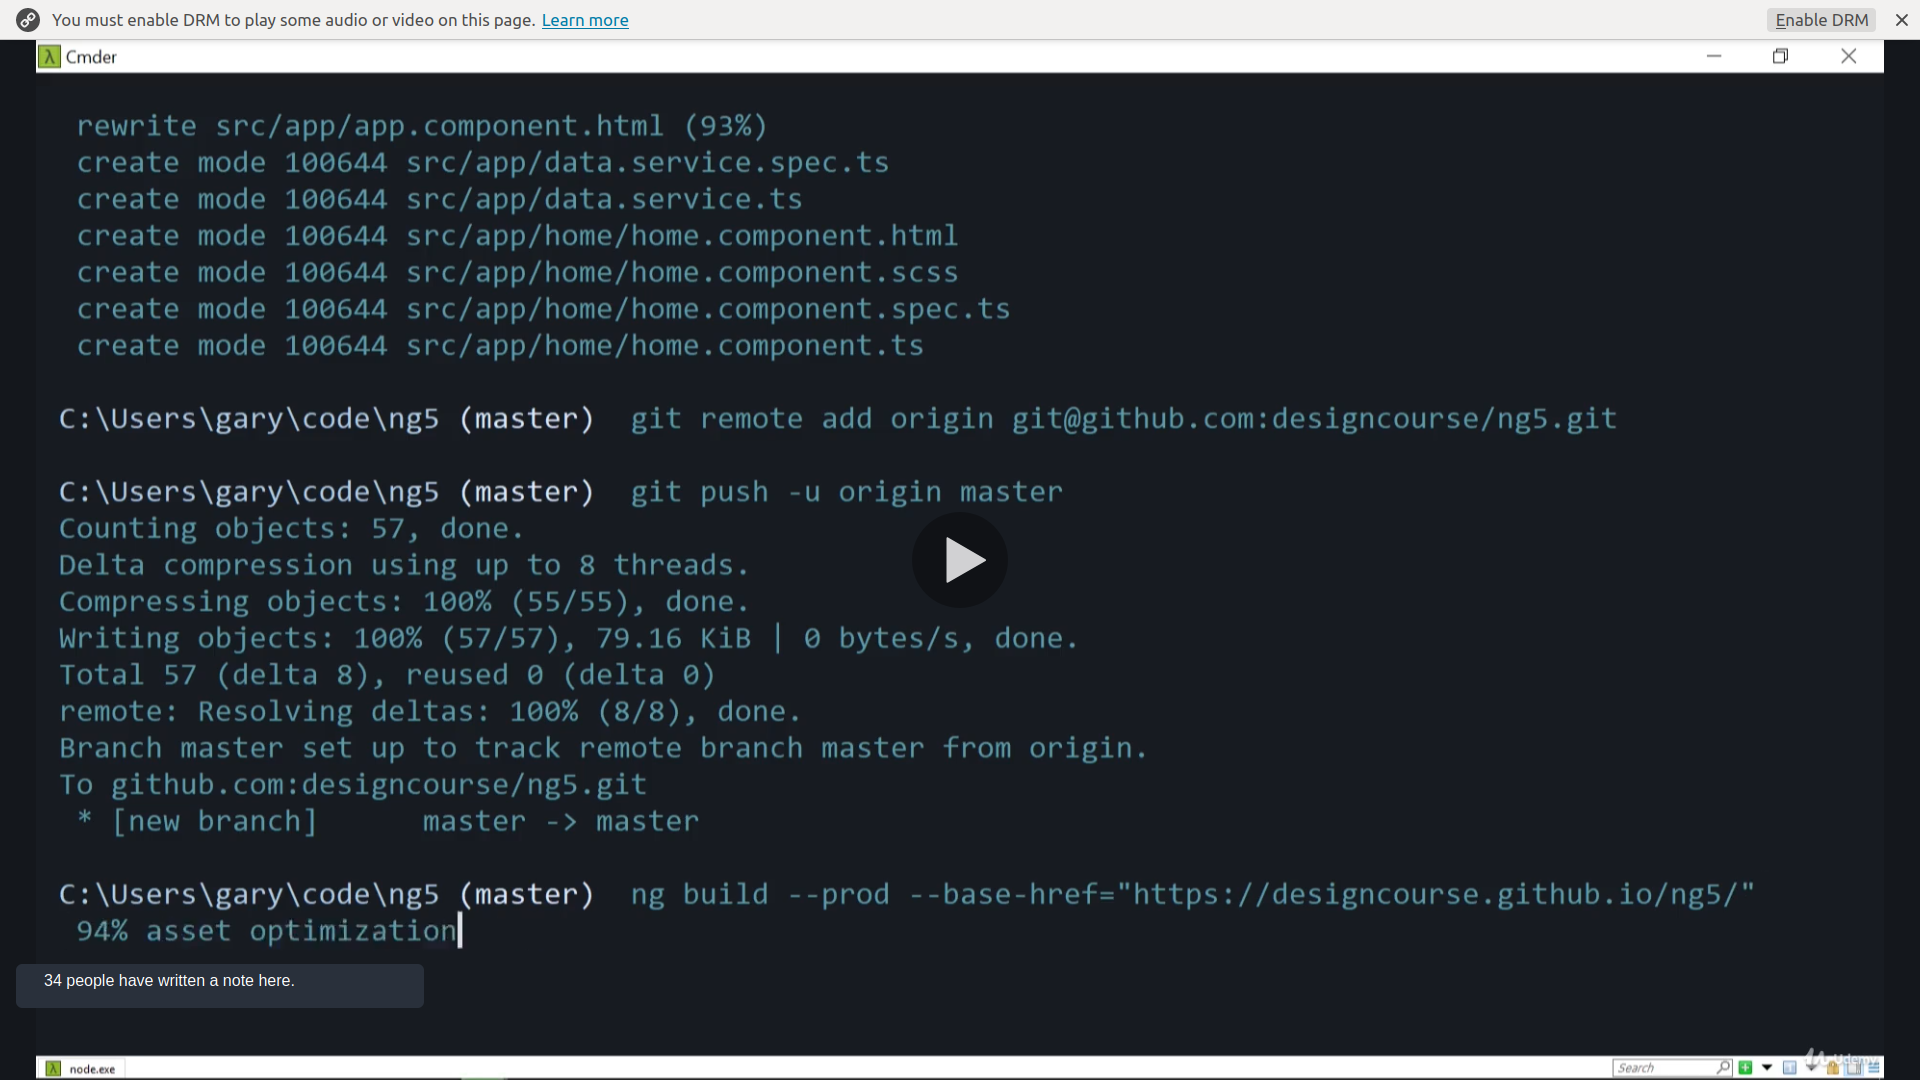 You must enable DRM to play some audio or video on this page. Learn more
Enable DRM
Cmder
rewrite src/app/app.component.html (93%)
create mode 100644 src/app/data.service.spec.ts
create mode 100644 src/app/data.service.ts
create mode 100644 src/app/home/home.component.html
create mode 100644 src/app/home/home.component.scss
create mode 100644 src/app/home/home.component.spec.ts
create mode 100644 src/app/home/home.component.ts
C:\Users\gary\code\ng5 (master)  git remote add origin git@github.com:designcourse/ng5.git
C:\Users\gary\code\ng5 (master)  git push -u origin master
Counting objects: 57, done.
Delta compression using up to 8 threads.
Compressing objects: 100% (55/55), done.
Writing objects: 100% (57/57), 79.16 KiB | 0 bytes/s, done.
Total 57 (delta 8), reused 0 (delta 0)
remote: Resolving deltas: 100% (8/8), done.
Branch master set up to track remote branch master from origin.
To github.com:designcourse/ng5.git
 * [new branch]      master -> master
C:\Users\gary\code\ng5 (master)  ng build --prod --base-href="https://designcourse.github.io/ng5/"
94% asset optimization
34 people have written a note here.
node.exe
Search
Udemy